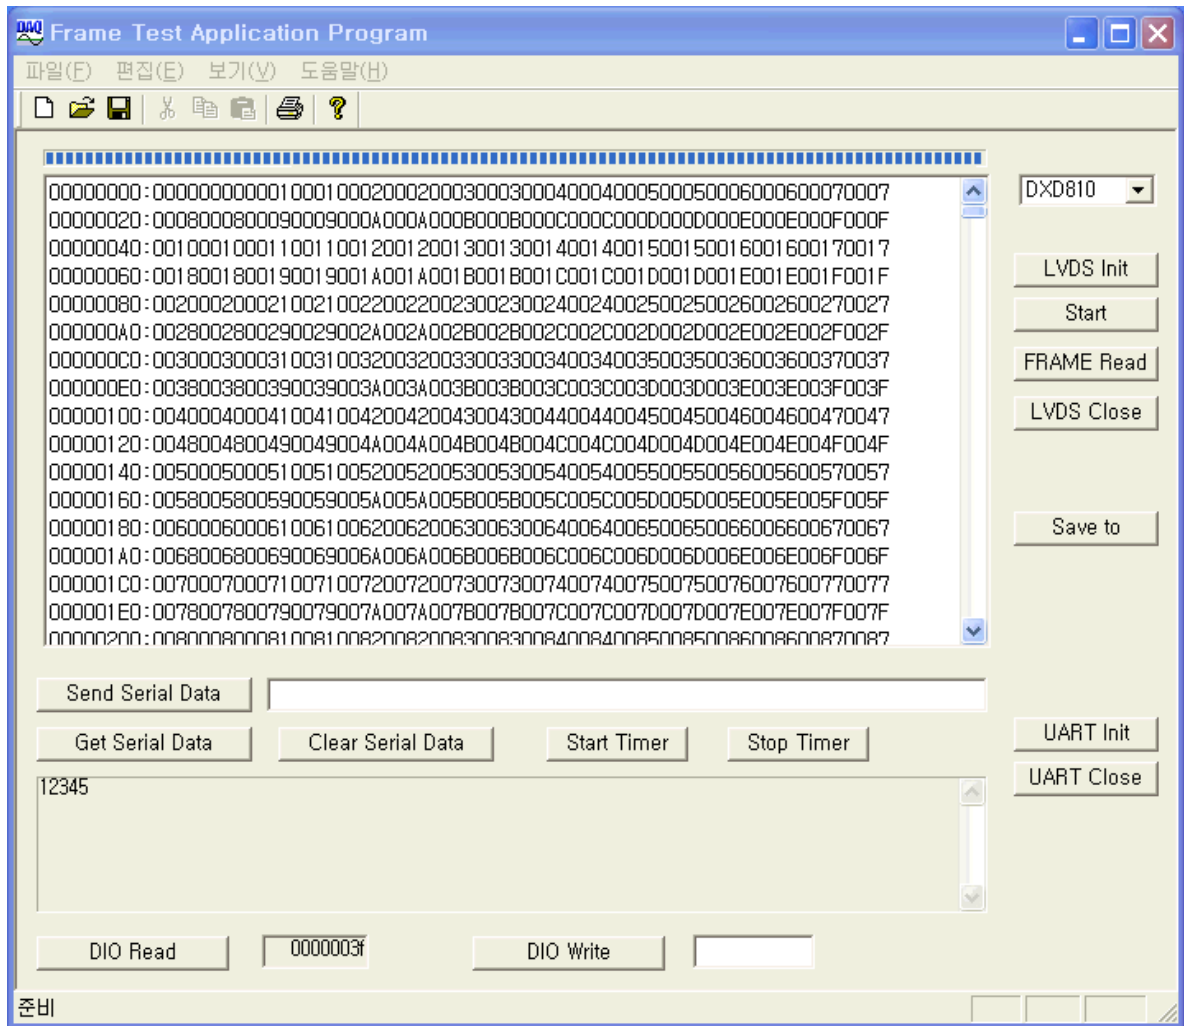 DAQ Frame Test Application Program
파일(F) 편집(E) 보기(V) 도움말(H)
00000000:0000000000010001000200020003000300040004000500050006000600070007
00000020:0008000800090009000A000A000B000B000C000C000D000D000E000E000F000F
00000040:0010001000110011001200120013001300140014001500150016001600170017
00000060:0018001800190019001A001A001B001B001C001C001D001D001E001E001F001F
00000080:0020002000210021002200220023002300240024002500250026002600270027
000000A0:0028002800290029002A002A002B002B002C002C002D002D002E002E002F002F
000000C0:0030003000310031003200320033003300340034003500350036003600370037
000000E0:0038003800390039003A003A003B003B003C003C003D003D003E003E003F003F
00000100:0040004000410041004200420043004300440044004500450046004600470047
00000120:0048004800490049004A004A004B004B004C004C004D004D004E004E004F004F
00000140:0050005000510051005200520053005300540054005500550056005600570057
00000160:0058005800590059005A005A005B005B005C005C005D005D005E005E005F005F
00000180:0060006000610061006200620063006300640064006500650066006600670067
000001A0:0068006800690069006A006A006B006B006C006C006D006D006E006E006F006F
000001C0:0070007000710071007200720073007300740074007500750076007600770077
000001E0:0078007800790079007A007A007B007B007C007C007D007D007E007E007F007F
00000200:0080008000810081008200820083008300840084008500850086008600870087
DXD810
LVDS Init
Start
FRAME Read
LVDS Close
Save to
Send Serial Data
Get Serial Data Clear Serial Data Start Timer Stop Timer
UART Init
UART Close
12345
DIO Read 0000003f DIO Write
준비